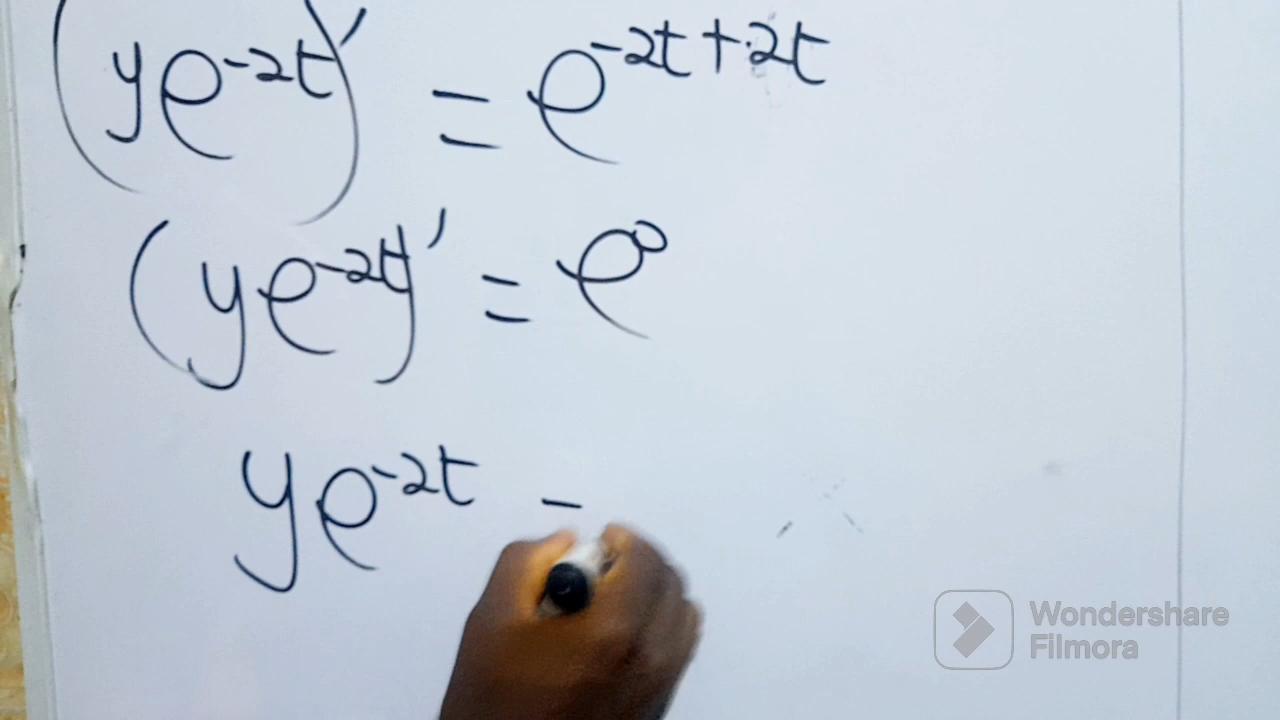 (ye^{-2t})' = e^{-2t+2t}
(ye^{-2t})' = e^0
ye^{-2t} -
Wondershare
Filmora